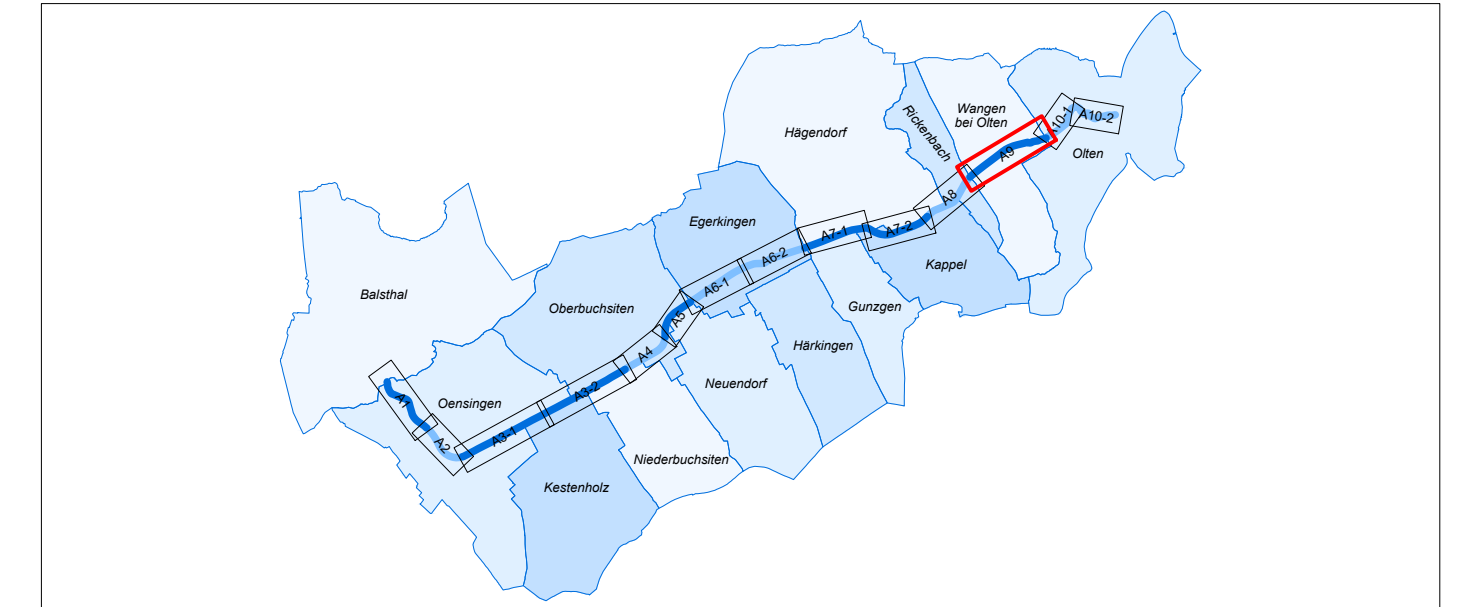 Wangen
bei Olten
Rickenbach
Hägendorf
A10-1
A10-2
Olten
A9
A8
Egerkingen
A7-1
A7-2
A6-2
Kappel
A6-1
Balsthal
Oberbuchsiten
Gunzgen
A5
Härkingen
A4
Neuendorf
A3-2
A1
Oensingen
A3-1
A2
Niederbuchsiten
Kestenholz